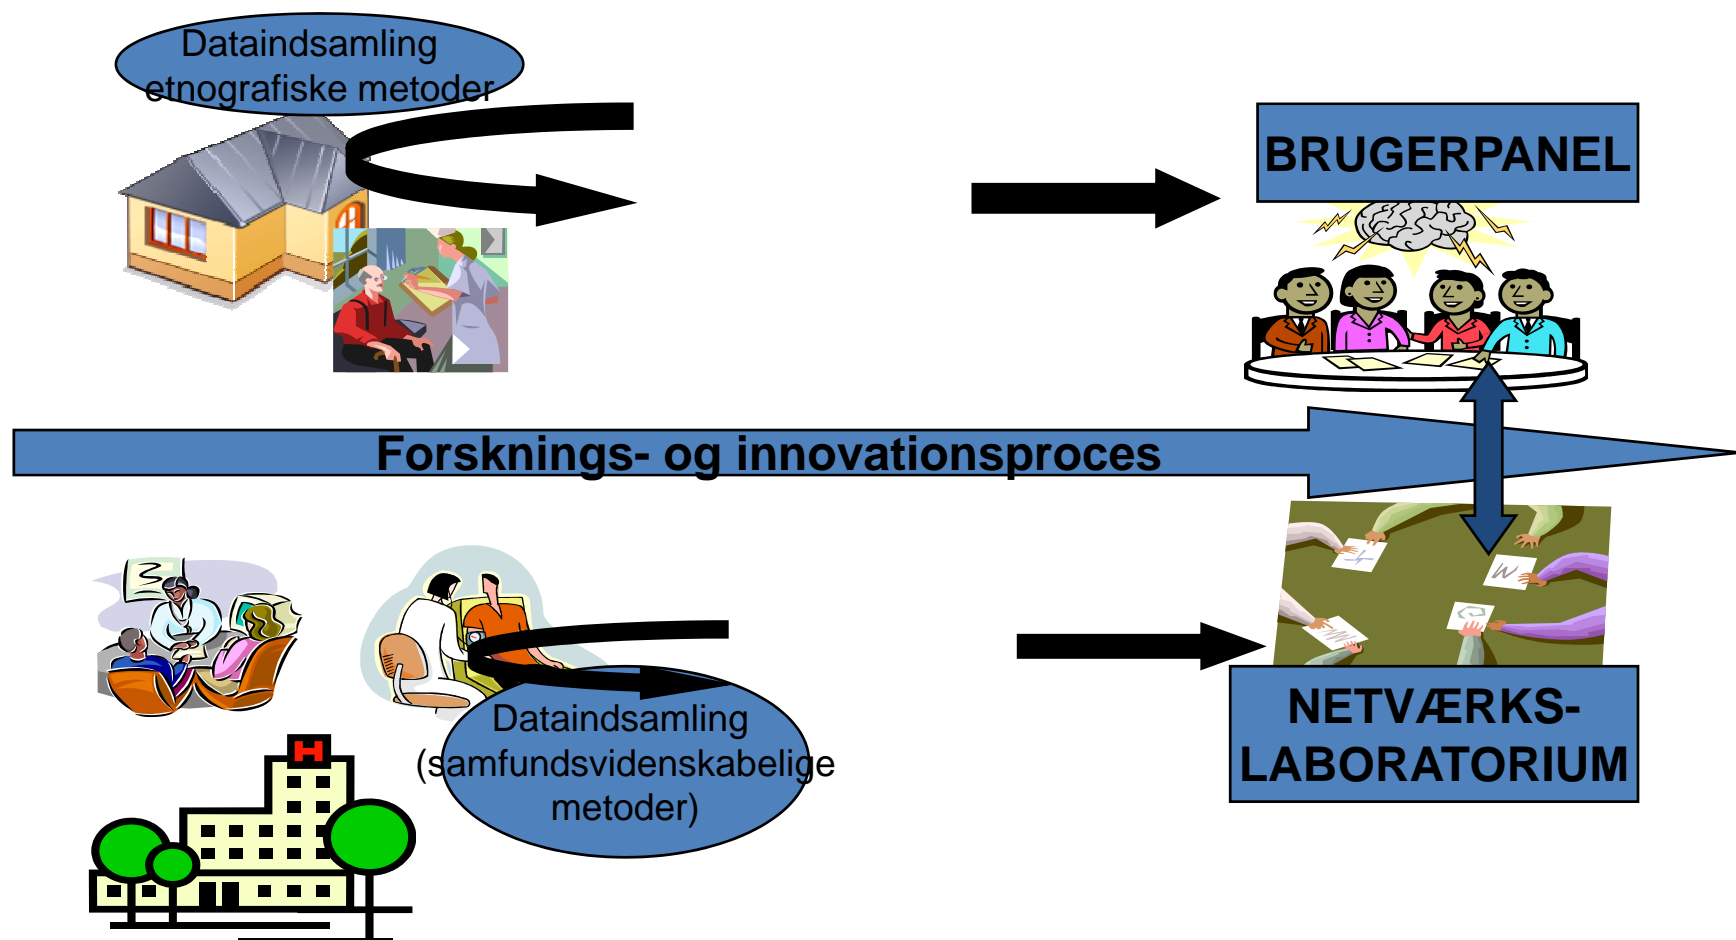 Dataindsamling
etnografiske metoder
BRUGERPANEL
Forsknings- og innovationsproces
Dataindsamling
(samfundsvidenskabelige
metoder)
NETVÆRKS-
LABORATORIUM
H